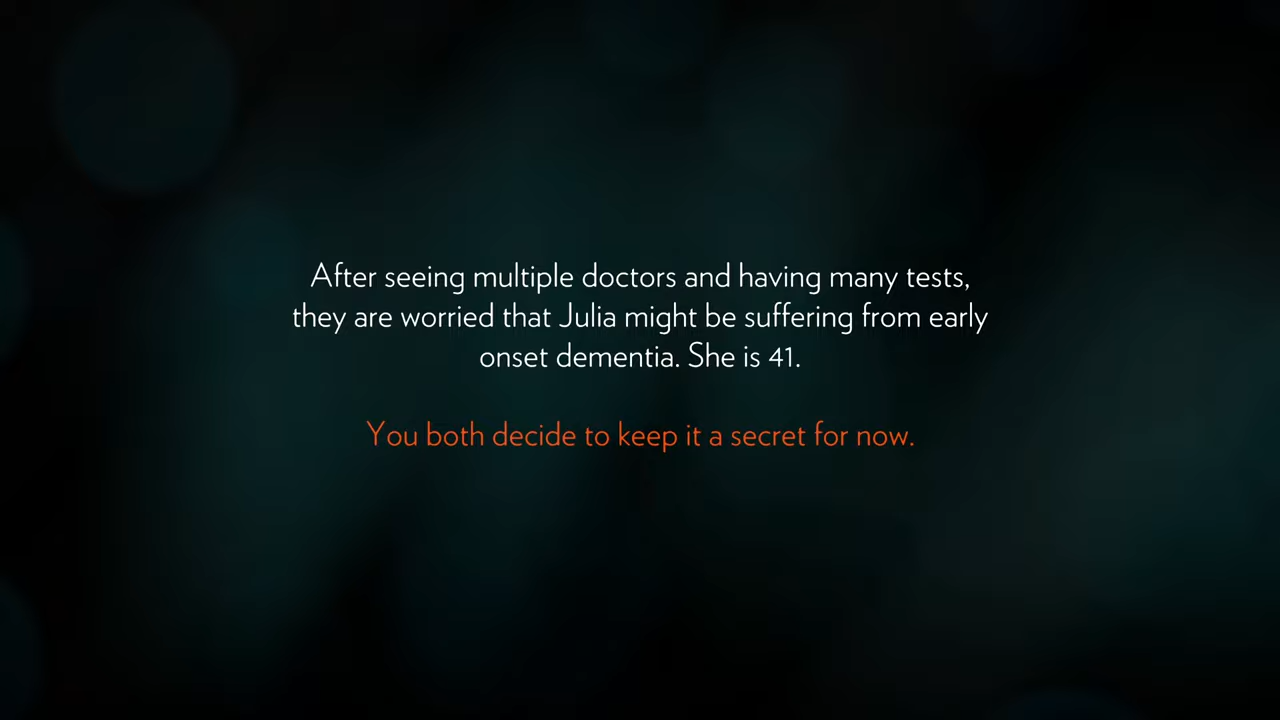 After seeing multiple doctors and having many tests,
they are worried that Julia might be suffering from early
onset dementia. She is 41.
You both decide to keep it a secret for now.